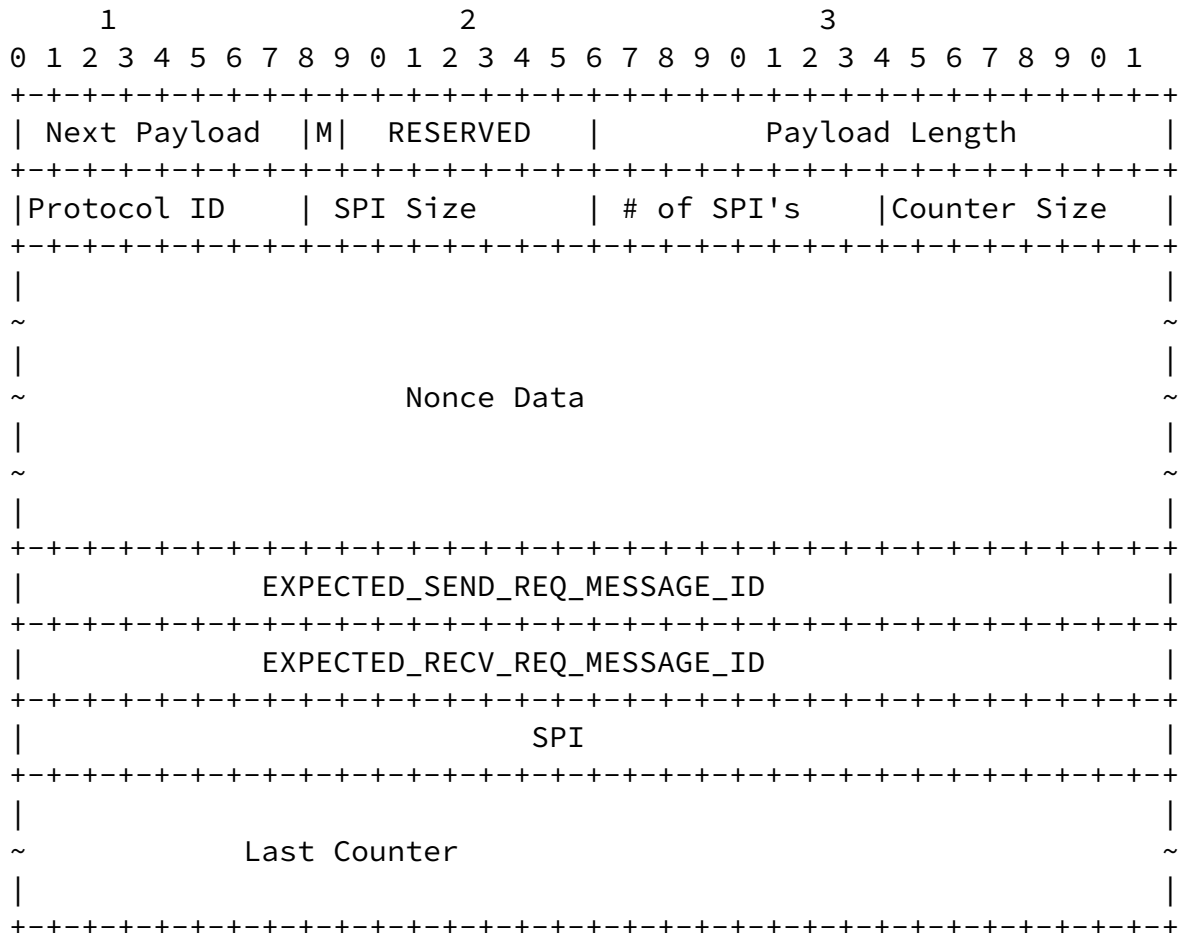 1                   2                   3
0 1 2 3 4 5 6 7 8 9 0 1 2 3 4 5 6 7 8 9 0 1 2 3 4 5 6 7 8 9 0 1
+-+-+-+-+-+-+-+-+-+-+-+-+-+-+-+-+-+-+-+-+-+-+-+-+-+-+-+-+-+-+-+-+
| Next Payload  |M|  RESERVED   |         Payload Length        |
+-+-+-+-+-+-+-+-+-+-+-+-+-+-+-+-+-+-+-+-+-+-+-+-+-+-+-+-+-+-+-+-+
|Protocol ID    | SPI Size      | # of SPI's    |Counter Size   |
+-+-+-+-+-+-+-+-+-+-+-+-+-+-+-+-+-+-+-+-+-+-+-+-+-+-+-+-+-+-+-+-+
|                                                               |
~                                                               ~
|                                                               |
~                     Nonce Data                                ~
|                                                               |
~                                                               ~
|                                                               |
+-+-+-+-+-+-+-+-+-+-+-+-+-+-+-+-+-+-+-+-+-+-+-+-+-+-+-+-+-+-+-+-+
|             EXPECTED_SEND_REQ_MESSAGE_ID                      |
+-+-+-+-+-+-+-+-+-+-+-+-+-+-+-+-+-+-+-+-+-+-+-+-+-+-+-+-+-+-+-+-+
|             EXPECTED_RECV_REQ_MESSAGE_ID                      |
+-+-+-+-+-+-+-+-+-+-+-+-+-+-+-+-+-+-+-+-+-+-+-+-+-+-+-+-+-+-+-+-+
|                            SPI                                |
+-+-+-+-+-+-+-+-+-+-+-+-+-+-+-+-+-+-+-+-+-+-+-+-+-+-+-+-+-+-+-+-+
|                                                               |
~            Last Counter                                       ~
|                                                               |
+-+-+-+-+-+-+-+-+-+-+-+-+-+-+-+-+-+-+-+-+-+-+-+-+-+-+-+-+-+-+-+-+